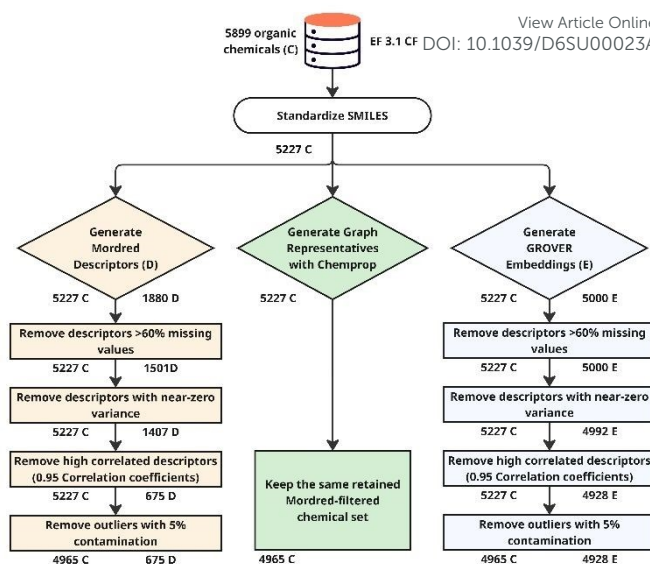 View Article Online
DOI: 10.1039/D6SU00023A
5899 organic
chemicals (C)
EF 3.1 CF
Standardize SMILES
5227 C
Generate
Mordred
Descriptors (D)
5227 C 1880 D
Remove descriptors >60% missing
values
5227 C 1501D
Remove descriptors with near-zero
variance
5227 C 1407 D
Remove high correlated descriptors
(0.95 Correlation coefficients)
5227 C 675 D
Remove outliers with 5%
contamination
4965 C 675 D
Generate Graph
Representatives
with Chemprop
5227 C
Keep the same retained
Mordred-filtered
chemical set
4965 C
Generate
GROVER
Embeddings (E)
5227 C 5000 E
Remove descriptors >60% missing
values
5227 C 5000 E
Remove descriptors with near-zero
variance
5227 C 4992 E
Remove high correlated descriptors
(0.95 Correlation coefficients)
5227 C 4928 E
Remove outliers with 5%
contamination
4965 C 4928 E